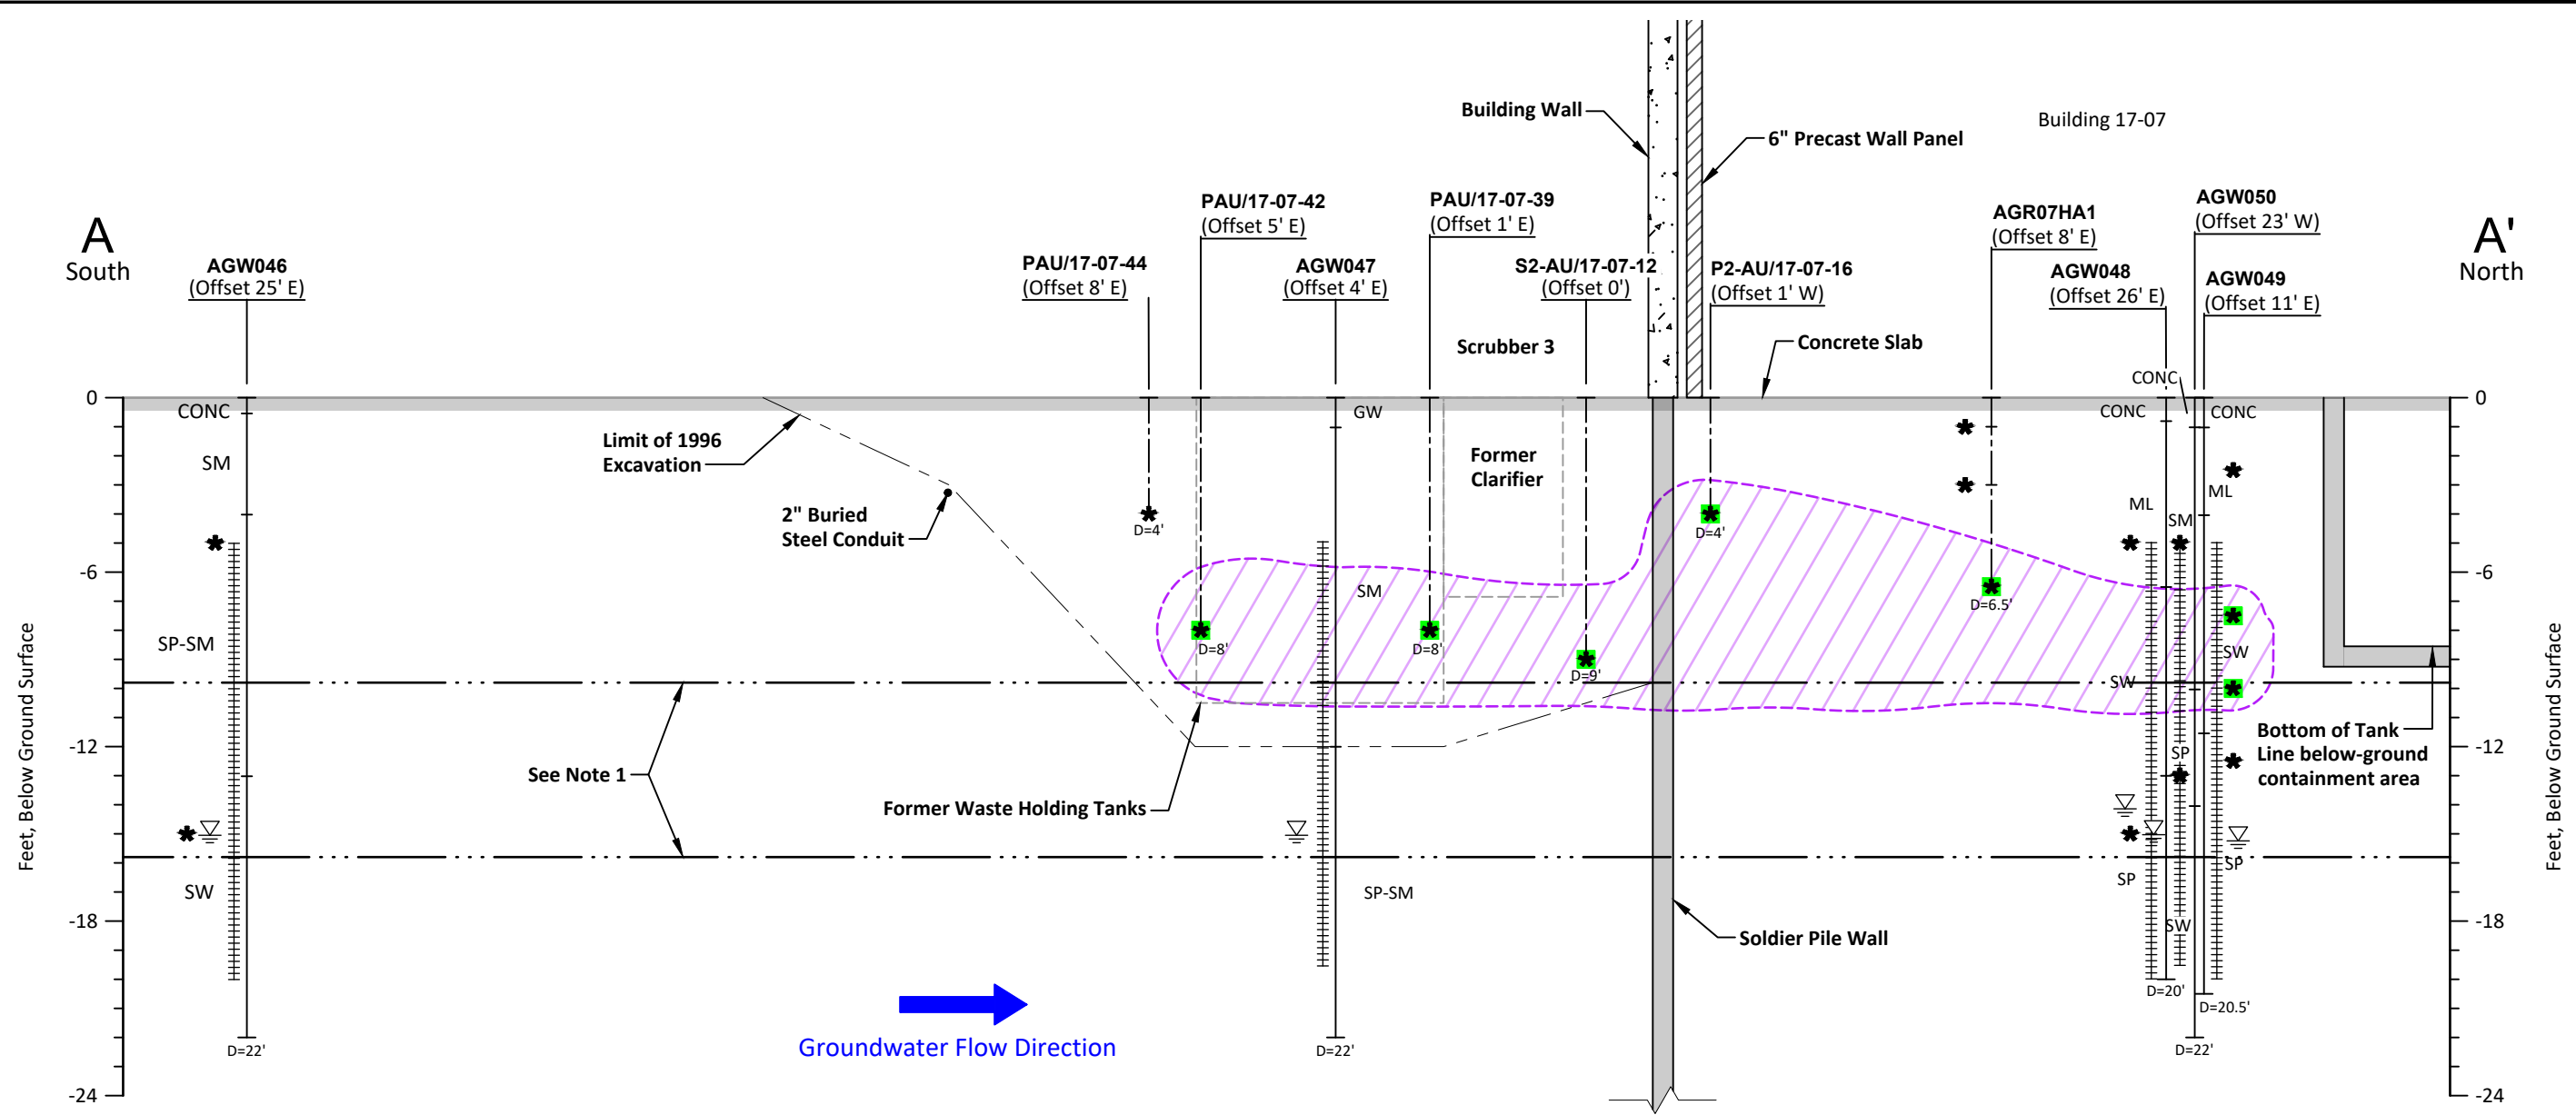 Building Wall
6" Precast Wall Panel
Building 17-07
A
South
A'
North
AGW046
(Offset 25' E)
PAU/17-07-44
(Offset 8' E)
PAU/17-07-42
(Offset 5' E)
AGW047
(Offset 4' E)
PAU/17-07-39
(Offset 1' E)
S2-AU/17-07-12
(Offset 0')
P2-AU/17-07-16
(Offset 1' W)
AGR07HA1
(Offset 8' E)
AGW048
(Offset 26' E)
AGW050
(Offset 23' W)
AGW049
(Offset 11' E)
Scrubber 3
Concrete Slab
0
-6
-12
-18
-24
Feet, Below Ground Surface
CONC
SM
SP-SM
SW
D=22'
Limit of 1996
Excavation
2" Buried
Steel Conduit
See Note 1
Former Waste Holding Tanks
Groundwater Flow Direction
D=4'
D=8'
GW
SM
SP-SM
D=22'
D=8'
Former
Clarifier
D=9'
D=4'
Soldier Pile Wall
D=6.5'
CONC
ML
SW
SP
D=20'
CONC
SM
SP
SW
D=22'
CONC
ML
SW
SP
D=20.5'
Bottom of Tank
Line below-ground
containment area
0
-6
-12
-18
-24
Feet, Below Ground Surface